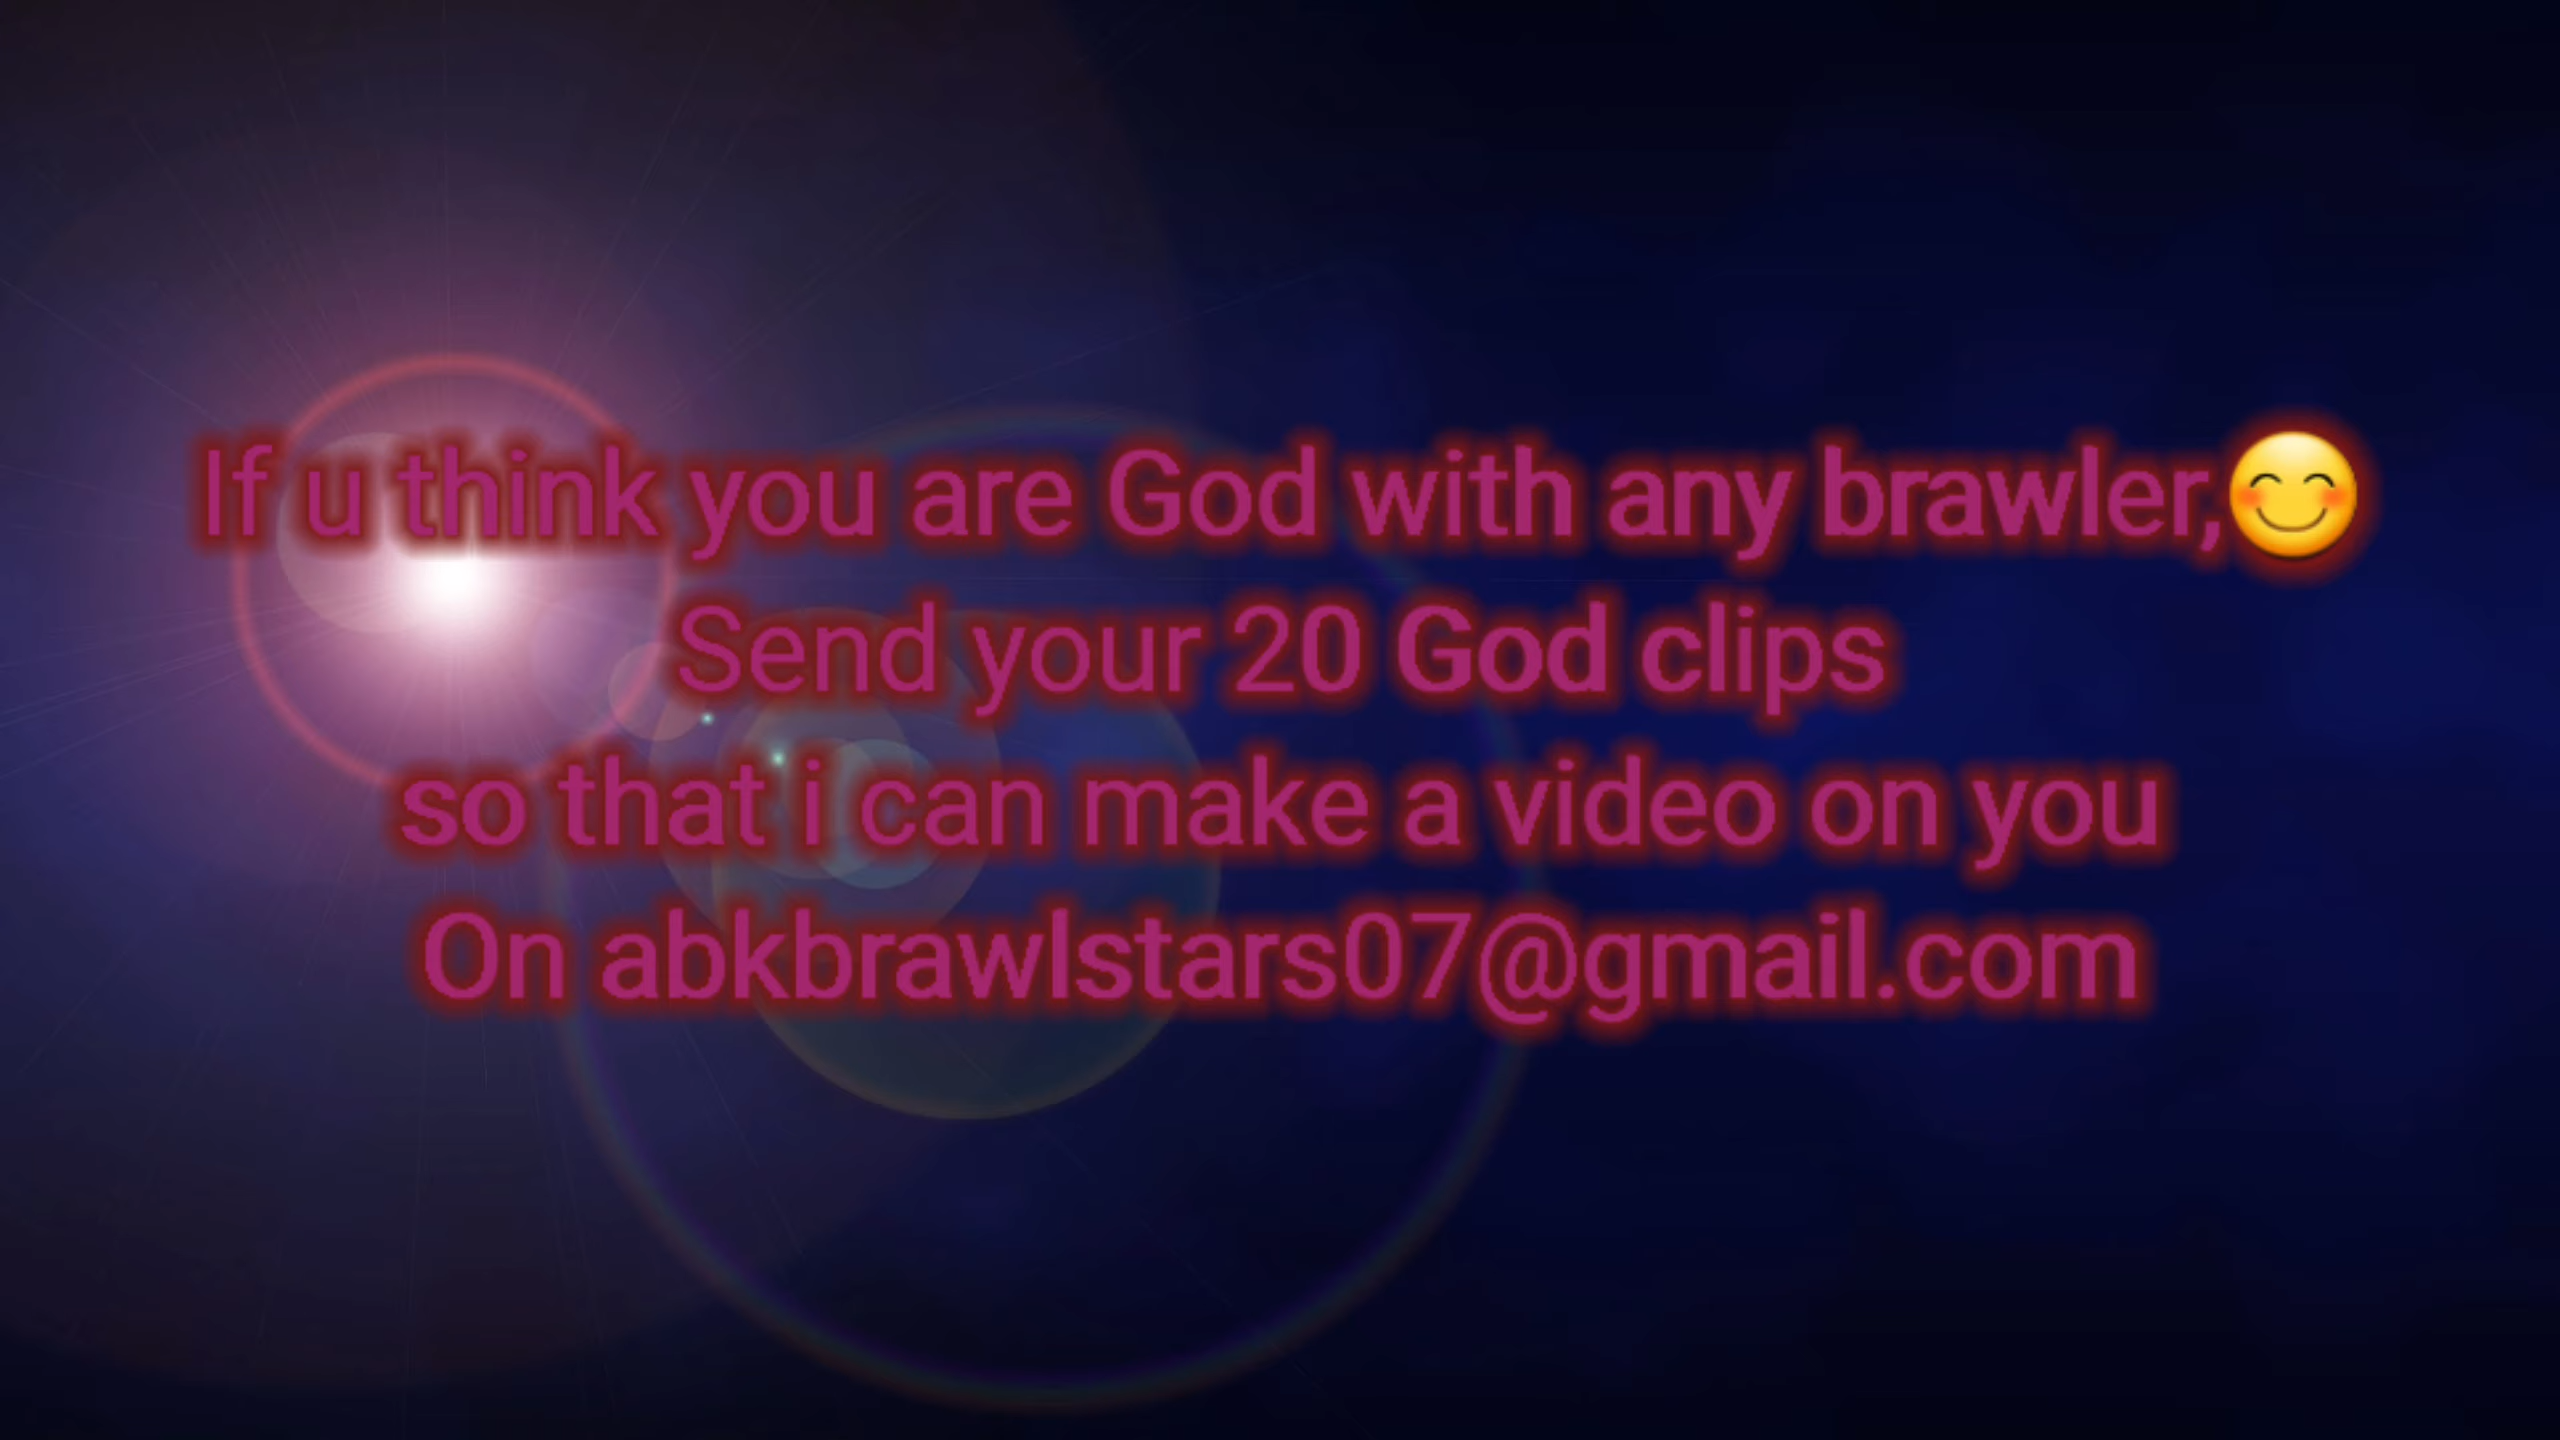 If u think you are God with any brawler,😊
Send your 20 God clips
so that i can make a video on you
On abkbrawlstars07@gmail.com